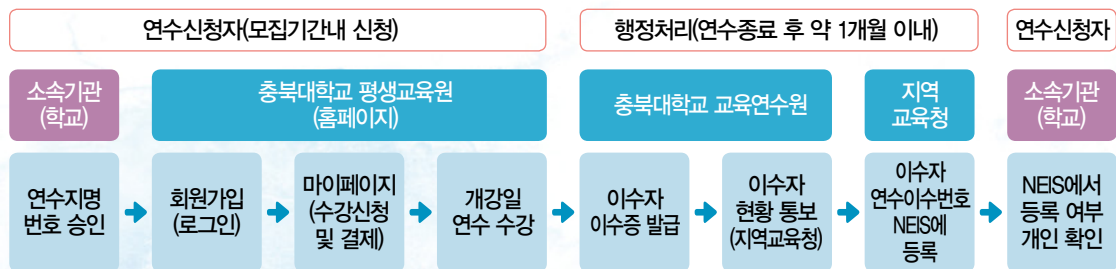 연수신청자(모집기간내 신청)
행정처리(연수종료 후 약 1개월 이내)
연수신청자
소속기관
(학교)
충북대학교 평생교육원
(홈페이지)
충북대학교 교육연수원
지역
교육청
소속기관
(학교)
연수지명
번호 승인
회원가입
(로그인)
마이페이지
(수강신청
및 결제)
개강일
연수 수강
이수자
이수증 발급
이수자
현황 통보
(지역교육청)
이수자
연수이수번호
NEIS에
등록
NEIS에서
등록 여부
개인 확인